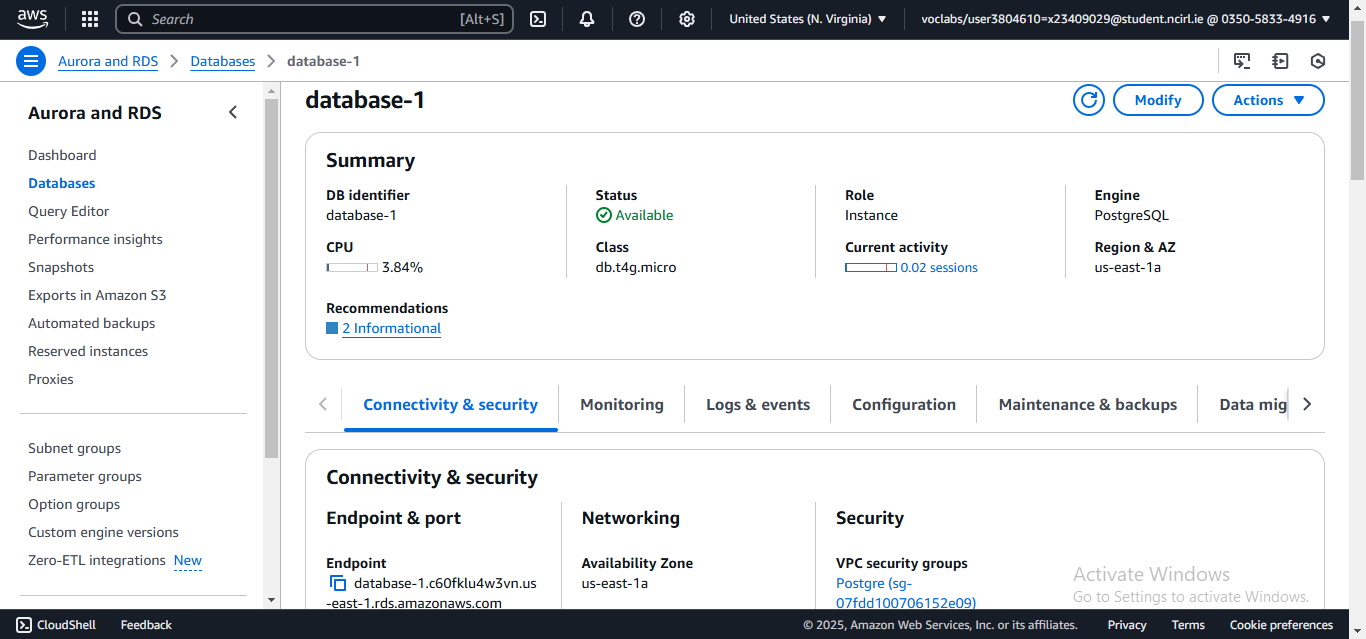 aws Search [Alt+S] United States (N. Virginia) voclabs/user3804610=x23409029@student.ncirl.ie @ 0350-5833-4916
Aurora and RDS > Databases > database-1
Aurora and RDS
Dashboard
Databases
Query Editor
Performance insights
Snapshots
Exports in Amazon S3
Automated backups
Reserved instances
Proxies
Subnet groups
Parameter groups
Option groups
Custom engine versions
Zero-ETL integrations New
database-1
Modify
Actions
Summary
DB identifier
database-1
Status
Available
Role
Instance
Engine
PostgreSQL
CPU
3.84%
Class
db.t4g.micro
Current activity
0.02 sessions
Region & AZ
us-east-1a
Recommendations
2 Informational
Connectivity & security Monitoring Logs & events Configuration Maintenance & backups Data mig
Connectivity & security
Endpoint & port
Endpoint
database-1.c60fklu4w3vn.us
-east-1.rds.amazonaws.com
Networking
Availability Zone
us-east-1a
Security
VPC security groups
Postgre (sg-
07fdd100706152e09)
Activate Windows
Go to Settings to activate Windows.
CloudShell Feedback © 2025, Amazon Web Services, Inc. or its affiliates. Privacy Terms Cookie preferences